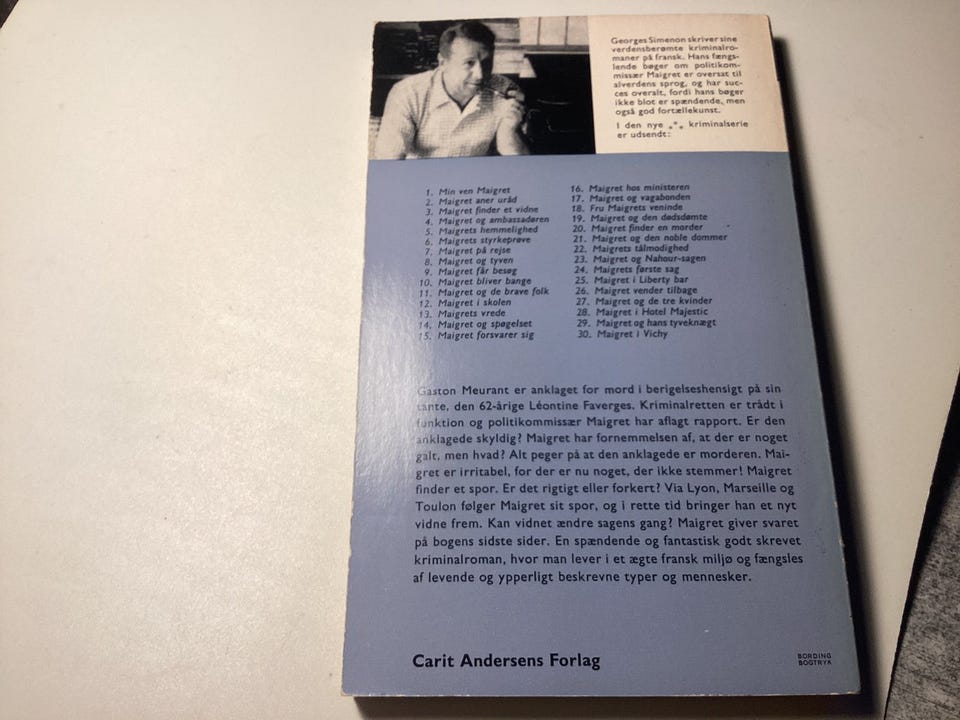 Georges Simenon skriver sine
verdensberømte kriminalro-
maner på fransk. Hans fængs-
lende bøger om politikom-
missær Maigret er oversat til
alverdens sprog, og har suc-
ces overalt, fordi hans bøger
ikke blot er spændende, men
også god fortællekunst.
I den nye *** kriminalserie
er udsendt:
1. Min ven Maigret
2. Maigret aner uråd
3. Maigret finder et vidne
4. Maigret og ambassadøren
5. Maigrets hemmelighed
6. Maigrets styrkeprøve
7. Maigret på rejse
8. Maigret og tyven
9. Maigret får besøg
10. Maigret bliver bange
11. Maigret og de brave folk
12. Maigret i skolen
13. Maigrets vrede
14. Maigret og spøgelset
15. Maigret forsvarer sig
16. Maigret hos ministeren
17. Maigret og vagabonden
18. Fru Maigrets veninde
19. Maigret og den dødsdømte
20. Maigret finder en morder
21. Maigret og den noble dommer
22. Maigrets tålmodighed
23. Maigret og Nahour-sagen
24. Maigrets første sag
25. Maigret i Liberty bar
26. Maigret vender tilbage
27. Maigret og de tre kvinder
28. Maigret i Hotel Majestic
29. Maigret og hans tyveknægt
30. Maigret i Vichy
Gaston Meurant er anklaget for mord i berigelseshensigt på sin
tante, den 62-årige Léontine Faverges. Kriminalretten er trådt i
funktion og politikommissær Maigret har aflagt rapport. Er den
anklagede skyldig? Maigret har fornemmelsen af, at der er noget
galt, men hvad? Alt peger på at den anklagede er morderen. Mai-
gret er irritabel, for der er nu noget, der ikke stemmer! Maigret
finder et spor. Er det rigtigt eller forkert? Via Lyon, Marseille og
Toulon følger Maigret sit spor, og i rette tid bringer han et nyt
vidne frem. Kan vidnet ændre sagens gang? Maigret giver svaret
på bogens sidste sider. En spændende og fantastisk godt skrevet
kriminalroman, hvor man lever i et ægte fransk miljø og fængsles
af levende og ypperligt beskrevne typer og mennesker.
Carit Andersens Forlag
BORDING
BOGTRYK